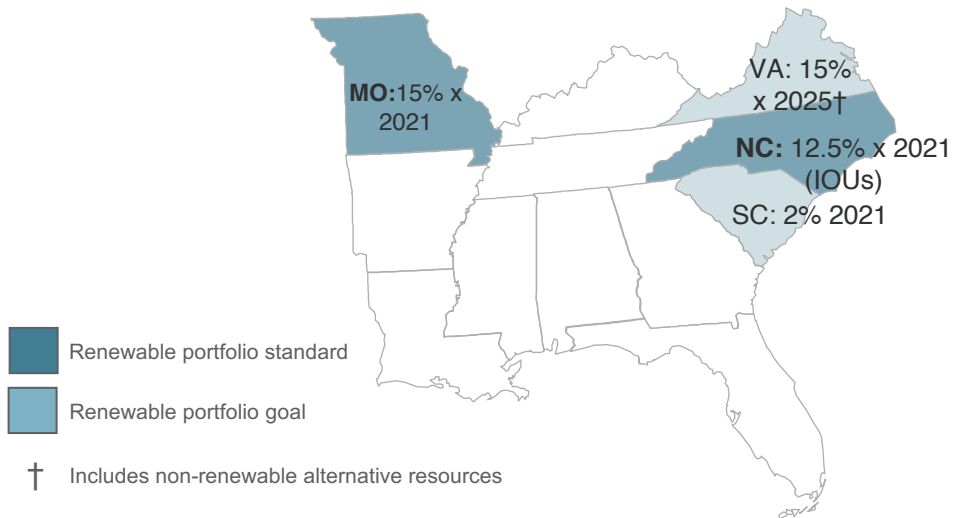 VA: 15%
x 2025†
MO:15% x
2021
NC: 12.5% x 2021
(IOUs)
SC: 2% 2021
Renewable portfolio standard
Renewable portfolio goal
† Includes non-renewable alternative resources